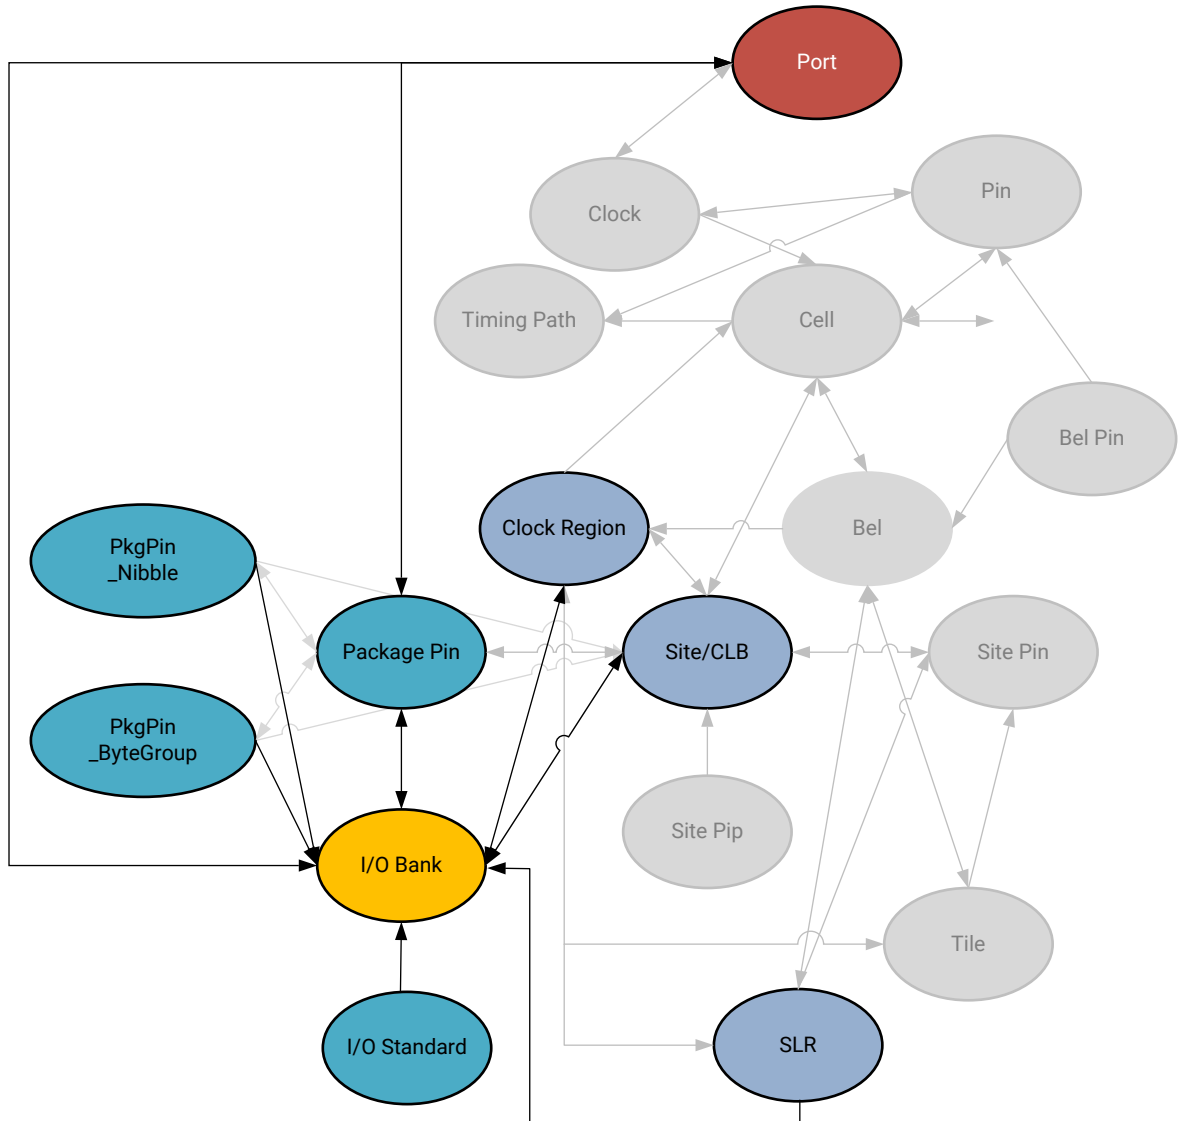 Port
Pin
Clock
Timing Path
Cell
Bel Pin
Clock Region
Bel
PkgPin
_Nibble
Package Pin
Site/CLB
Site Pin
PkgPin
_ByteGroup
Site Pip
I/O Bank
Tile
I/O Standard
SLR